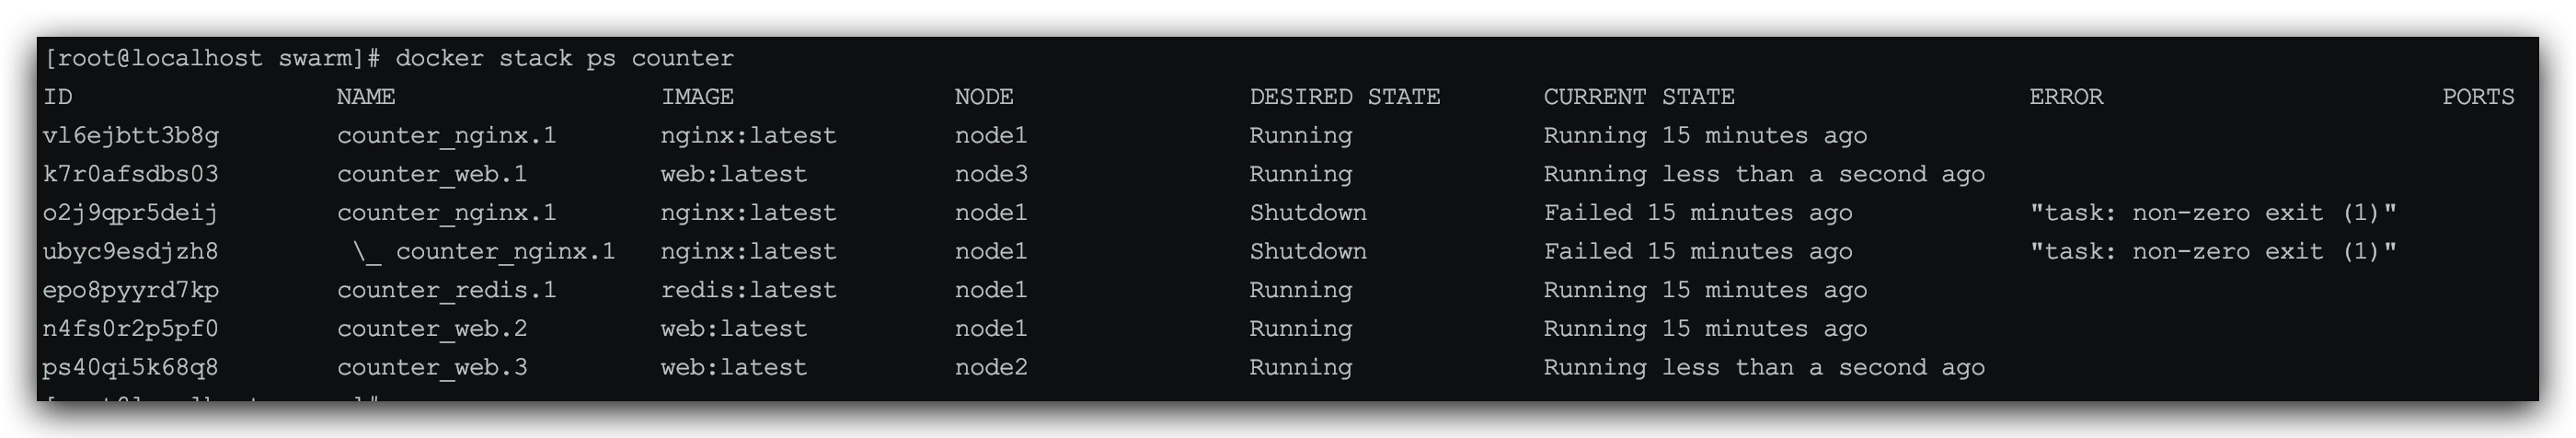 [root@localhost swarm]# docker stack ps counter
ID NAME IMAGE NODE DESIRED STATE CURRENT STATE ERROR PORTS
vl6ejbtt3b8g counter_nginx.1 nginx:latest node1 Running Running 15 minutes ago
k7r0afsdbs03 counter_web.1 web:latest node3 Running Running less than a second ago
o2j9qpr5deij counter_nginx.1 nginx:latest node1 Shutdown Failed 15 minutes ago "task: non-zero exit (1)"
ubyc9esdjzh8 \_ counter_nginx.1 nginx:latest node1 Shutdown Failed 15 minutes ago "task: non-zero exit (1)"
epo8pyyrd7kp counter_redis.1 redis:latest node1 Running Running 15 minutes ago
n4fs0r2p5pf0 counter_web.2 web:latest node1 Running Running 15 minutes ago
ps40qi5k68q8 counter_web.3 web:latest node2 Running Running less than a second ago